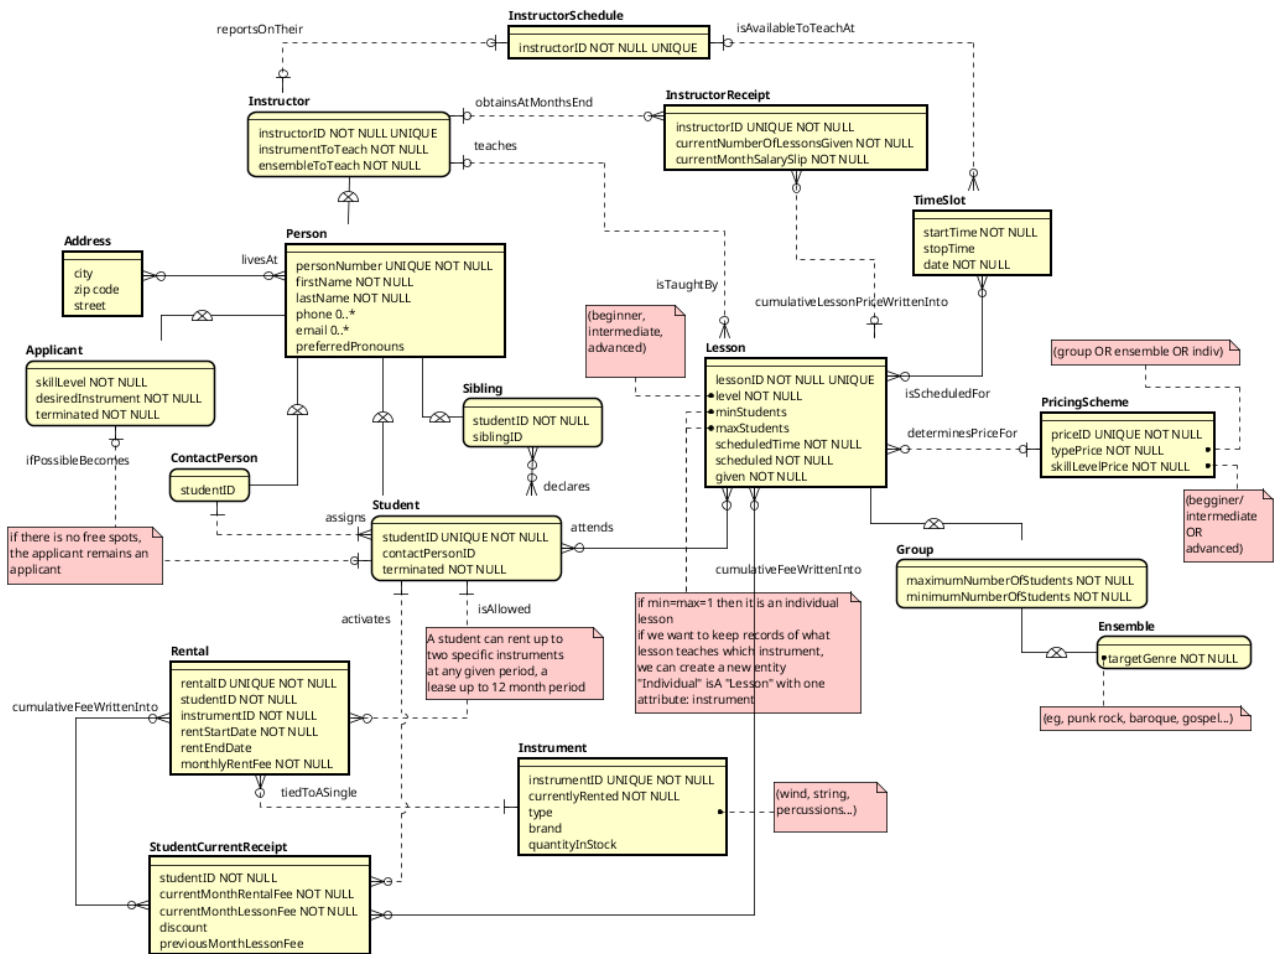 InstructorSchedule
instructorID NOT NULL UNIQUE
reportsOnTheir
isAvailableToTeachAt
Instructor
instructorID NOT NULL UNIQUE
instrumentToTeach NOT NULL
ensembleToTeach NOT NULL
obtainsAtMonthsEnd
teaches
InstructorReceipt
instructorID UNIQUE NOT NULL
currentNumberOfLessonsGiven NOT NULL
currentMonthSalarySlip NOT NULL
TimeSlot
startTime NOT NULL
stopTime
date NOT NULL
Address
city
zip code
street
livesAt
Person
personNumber UNIQUE NOT NULL
firstName NOT NULL
lastName NOT NULL
phone 0..*
email 0..*
preferredPronouns
isTaughtBy
cumulativeLessonPriceWrittenInto
(beginner,
intermediate,
advanced)
Applicant
skillLevel NOT NULL
desiredInstrument NOT NULL
terminated NOT NULL
ifPossibleBecomes
Sibling
studentID NOT NULL
siblingID
declares
Lesson
lessonID NOT NULL UNIQUE
level NOT NULL
minStudents
maxStudents
scheduledTime NOT NULL
scheduled NOT NULL
given NOT NULL
isScheduledFor
determinesPriceFor
(group OR ensemble OR indiv)
PricingScheme
priceID UNIQUE NOT NULL
typePrice NOT NULL
skillLevelPrice NOT NULL
(begginer/
intermediate
OR
advanced)
ContactPerson
studentID
assigns
if there is no free spots,
the applicant remains an
applicant
Student
studentID UNIQUE NOT NULL
contactPersonID
terminated NOT NULL
attends
cumulativeFeeWrittenInto
activates
isAllowed
A student can rent up to
two specific instruments
at any given period, a
lease up to 12 month period
if min=max=1 then it is an individual
lesson
if we want to keep records of what
lesson teaches which instrument,
we can create a new entity
"Individual" isA "Lesson" with one
attribute: instrument
Group
maximumNumberOfStudents NOT NULL
minimumNumberOfStudents NOT NULL
Ensemble
targetGenre NOT NULL
(eg, punk rock, baroque, gospel...)
Rental
rentalID UNIQUE NOT NULL
studentID NOT NULL
instrumentID NOT NULL
rentStartDate NOT NULL
rentEndDate
monthlyRentFee NOT NULL
cumulativeFeeWrittenInto
tiedToASingle
Instrument
instrumentID UNIQUE NOT NULL
currentlyRented NOT NULL
type
brand
quantityInStock
(wind, string,
percussions...)
StudentCurrentReceipt
studentID NOT NULL
currentMonthRentalFee NOT NULL
currentMonthLessonFee NOT NULL
discount
previousMonthLessonFee